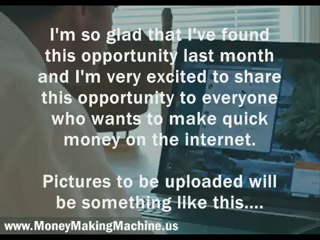 I'm so glad that I've found
this opportunity last month
and I'm very excited to share
this opportunity to everyone
who wants to make quick
money on the internet.
Pictures to be uploaded will
be something like this....
www.MoneyMakingMachine.us